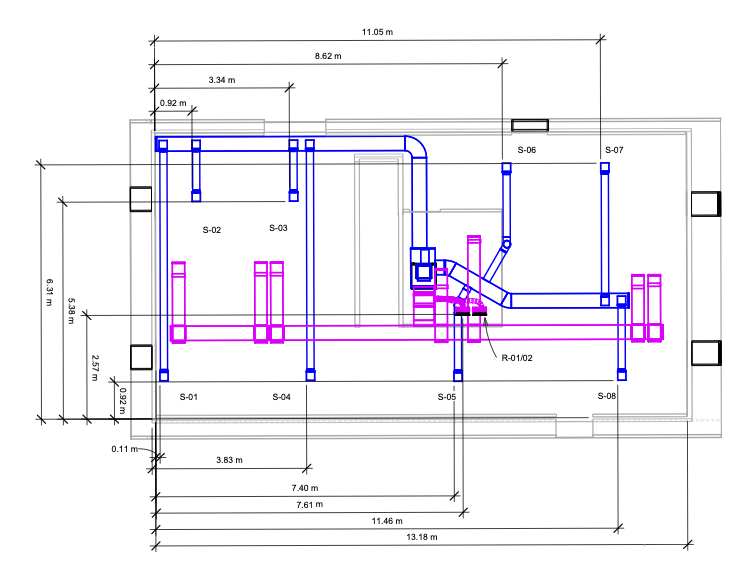 11.05 m
8.62 m
3.34 m
0.92 m
S-06
S-07
S-02
S-03
6.31 m
5.38 m
2.57 m
0.92 m
R-01/02
S-01
S-04
S-05
S-08
0.11 m
3.83 m
7.40 m
7.61 m
11.46 m
13.18 m